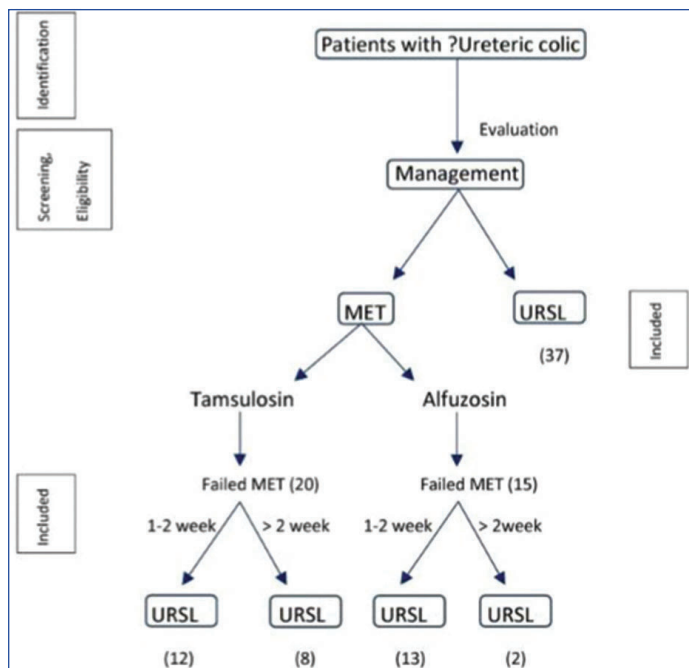 Identification
Patients with ?Ureteric colic
Evaluation
Screening,
Eligibility
Management
MET
URSL
(37)
Included
Tamsulosin
Alfuzosin
Included
Failed MET (20)
Failed MET (15)
1-2 week
> 2 week
1-2 week
> 2week
URSL
URSL
URSL
URSL
(12)
(8)
(13)
(2)